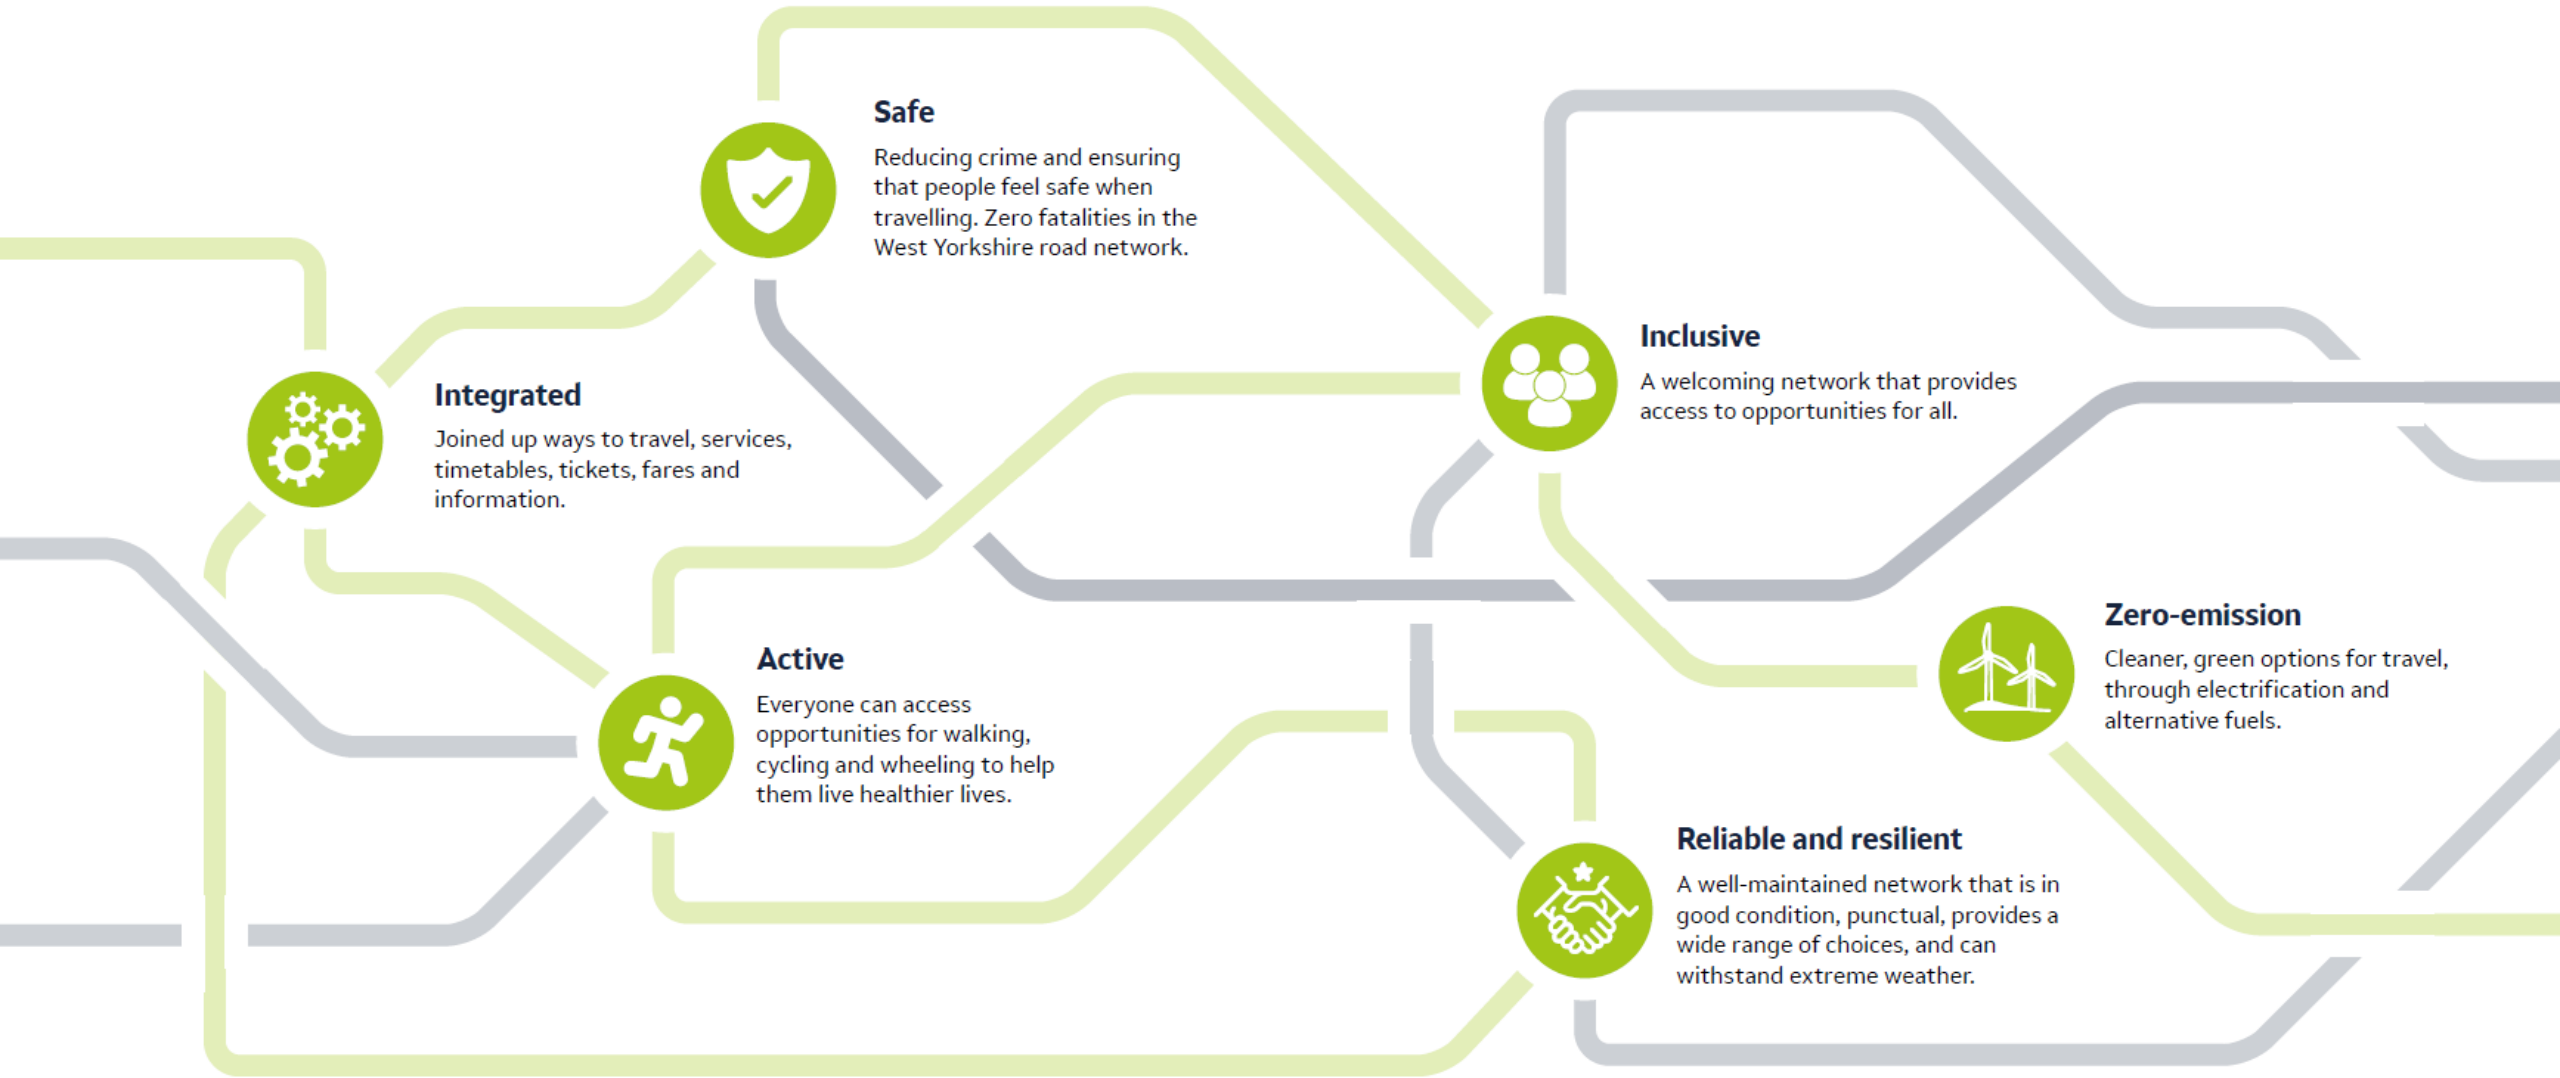 Safe
Reducing crime and ensuring
that people feel safe when
travelling. Zero fatalities in the
West Yorkshire road network.
Integrated
Joined up ways to travel, services,
timetables, tickets, fares and
information.
Inclusive
A welcoming network that provides
access to opportunities for all.
Active
Everyone can access
opportunities for walking,
cycling and wheeling to help
them live healthier lives.
Zero-emission
Cleaner, green options for travel,
through electrification and
alternative fuels.
Reliable and resilient
A well-maintained network that is in
good condition, punctual, provides a
wide range of choices, and can
withstand extreme weather.